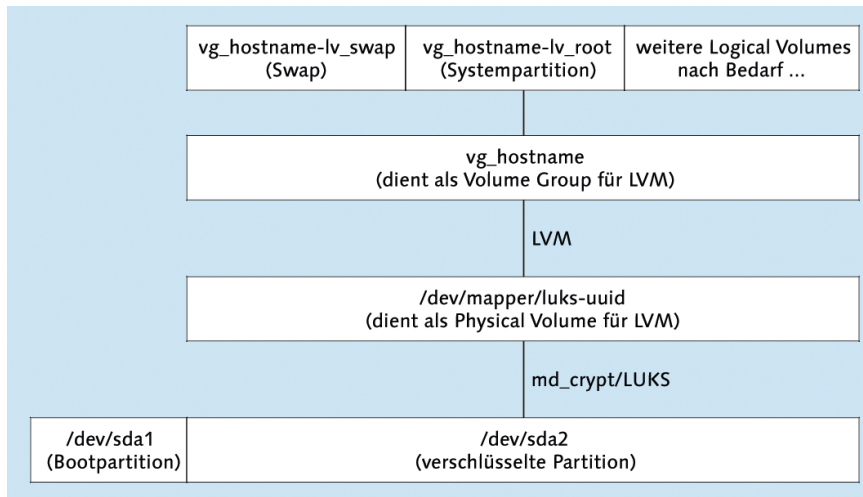 vg_hostname-lv_swap
(Swap)
vg_hostname-lv_root
(Systempartition)
weitere Logical Volumes
nach Bedarf ...
vg_hostname
(dient als Volume Group für LVM)
LVM
/dev/mapper/luks-uuid
(dient als Physical Volume für LVM)
md_crypt/LUKS
/dev/sda1
(Bootpartition)
/dev/sda2
(verschlüsselte Partition)